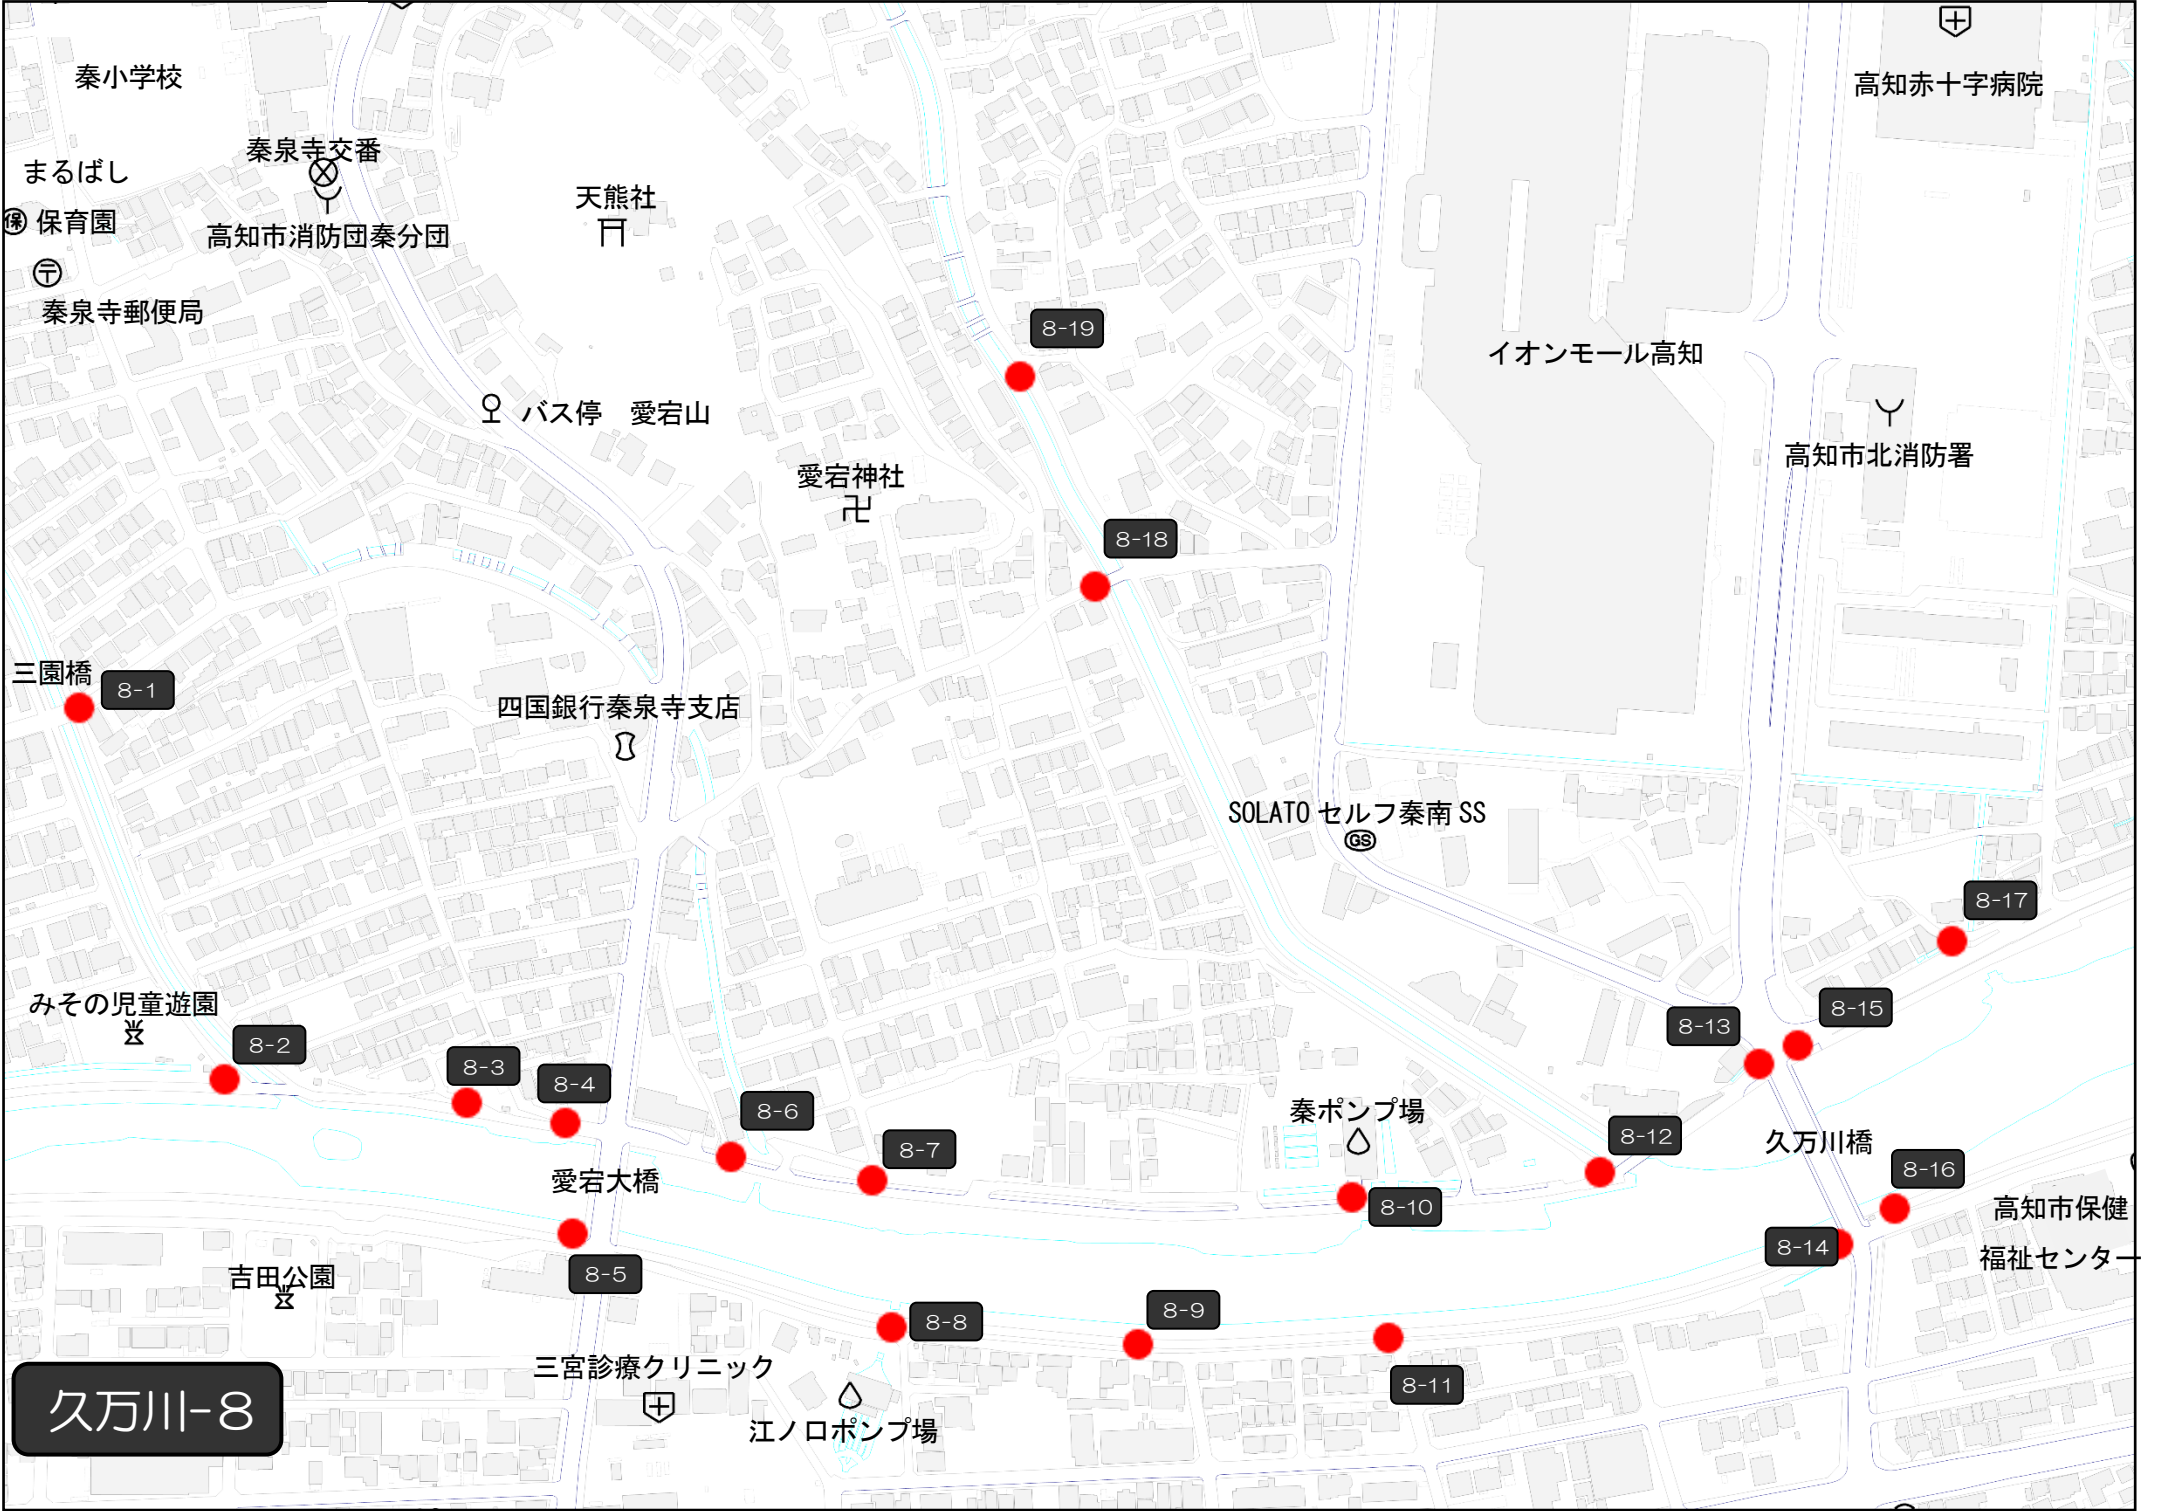 秦小学校
高知赤十字病院
秦泉寺交番
まるばし
保 保育園
天熊社
高知市消防団秦分団
秦泉寺郵便局
8-19
イオンモール高知
バス停 愛宕山
高知市北消防署
愛宕神社
8-18
三園橋
8-1
四国銀行秦泉寺支店
SOLATO セルフ秦南 SS
GS
8-17
みその児童遊園
8-2
8-15
8-13
8-3
8-4
8-6
秦ポンプ場
8-12
久万川橋
8-7
愛宕大橋
8-16
8-10
高知市保健
福祉センター
8-14
8-5
吉田公園
8-8
8-9
三宮診療クリニック
8-11
江ノ口ポンプ場
久万川-8